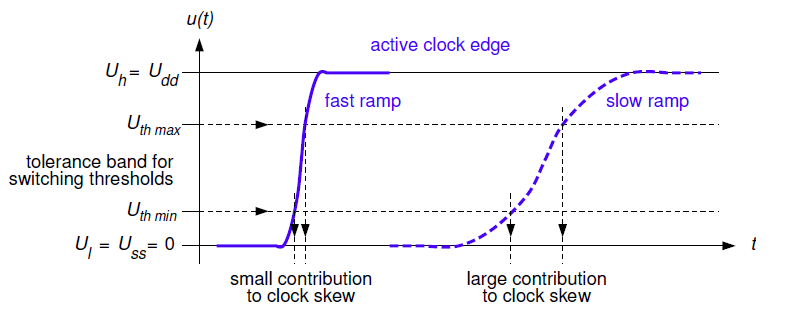 u(t)
active clock edge
U_h = U_dd
fast ramp
slow ramp
U_th max
tolerance band for
switching thresholds
U_th min
U_l = U_ss = 0
t
small contribution
to clock skew
large contribution
to clock skew